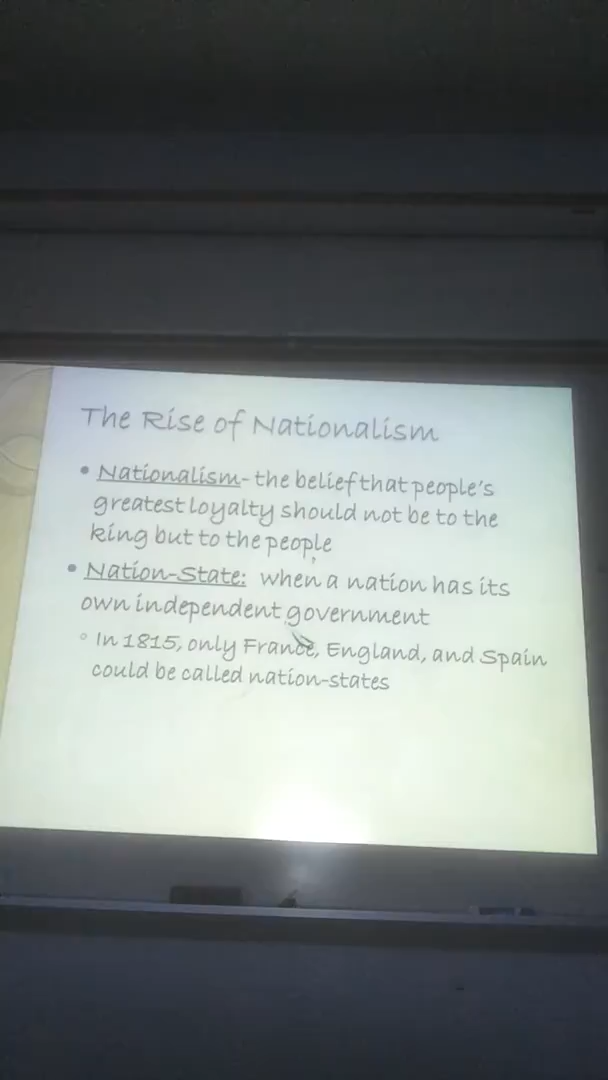 The Rise of Nationalism
• Nationalism- the belief that people's
greatest loyalty should not be to the
king but to the people
• Nation-State: when a nation has its
own independent government
◦ In 1815, only France, England, and Spain
could be called nation-states